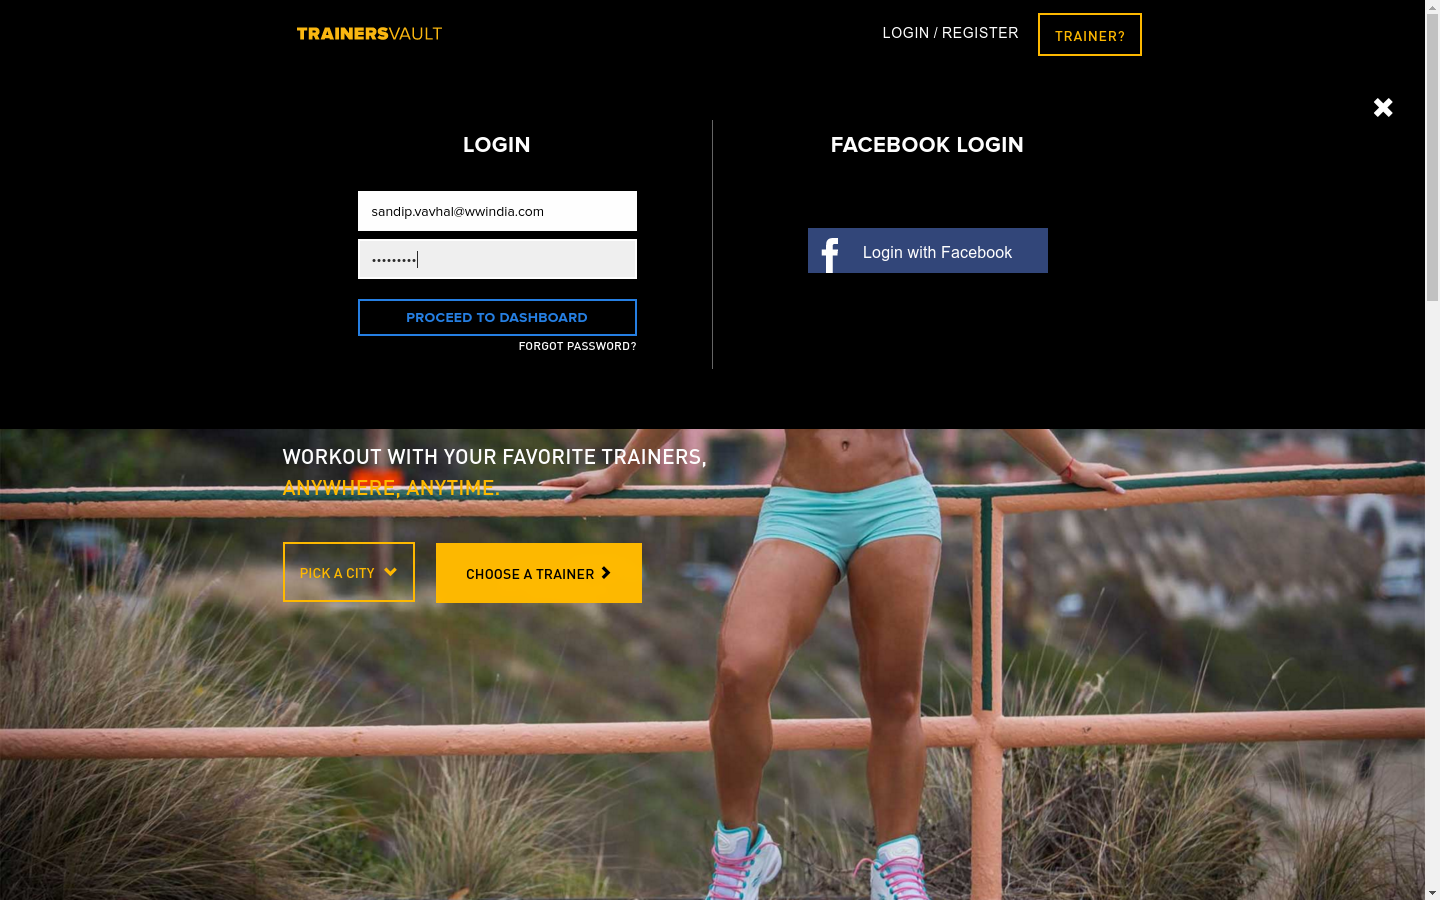 TRAINERSVAULT
LOGIN / REGISTER
TRAINER?
LOGIN
sandip.vavhal@wwindia.com
•••••••••
PROCEED TO DASHBOARD
FORGOT PASSWORD?
FACEBOOK LOGIN
f Login with Facebook
WORKOUT WITH YOUR FAVORITE TRAINERS,
ANYWHERE, ANYTIME.
PICK A CITY
CHOOSE A TRAINER